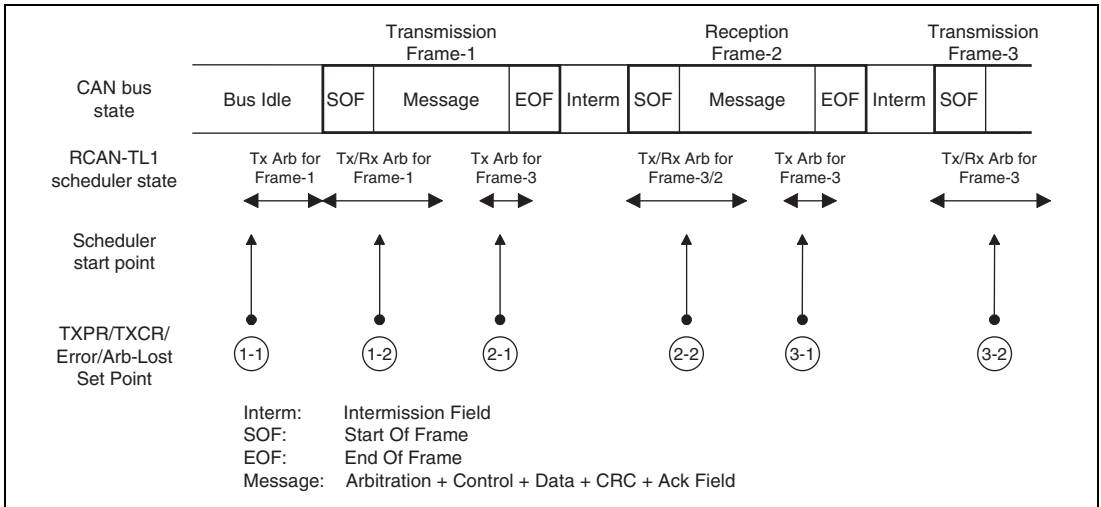 Transmission Frame-1
Reception Frame-2
Transmission Frame-3
CAN bus state
Bus Idle
SOF
Message
EOF
Interm
SOF
Message
EOF
Interm
SOF
RCAN-TL1 scheduler state
Tx Arb for Frame-1
Tx/Rx Arb for Frame-1
Tx Arb for Frame-3
Tx/Rx Arb for Frame-3/2
Tx Arb for Frame-3
Tx/Rx Arb for Frame-3
Scheduler start point
TXPR/TXCR/ Error/Arb-Lost Set Point
1-1
1-2
2-1
2-2
3-1
3-2
Interm: Intermission Field
SOF: Start Of Frame
EOF: End Of Frame
Message: Arbitration + Control + Data + CRC + Ack Field